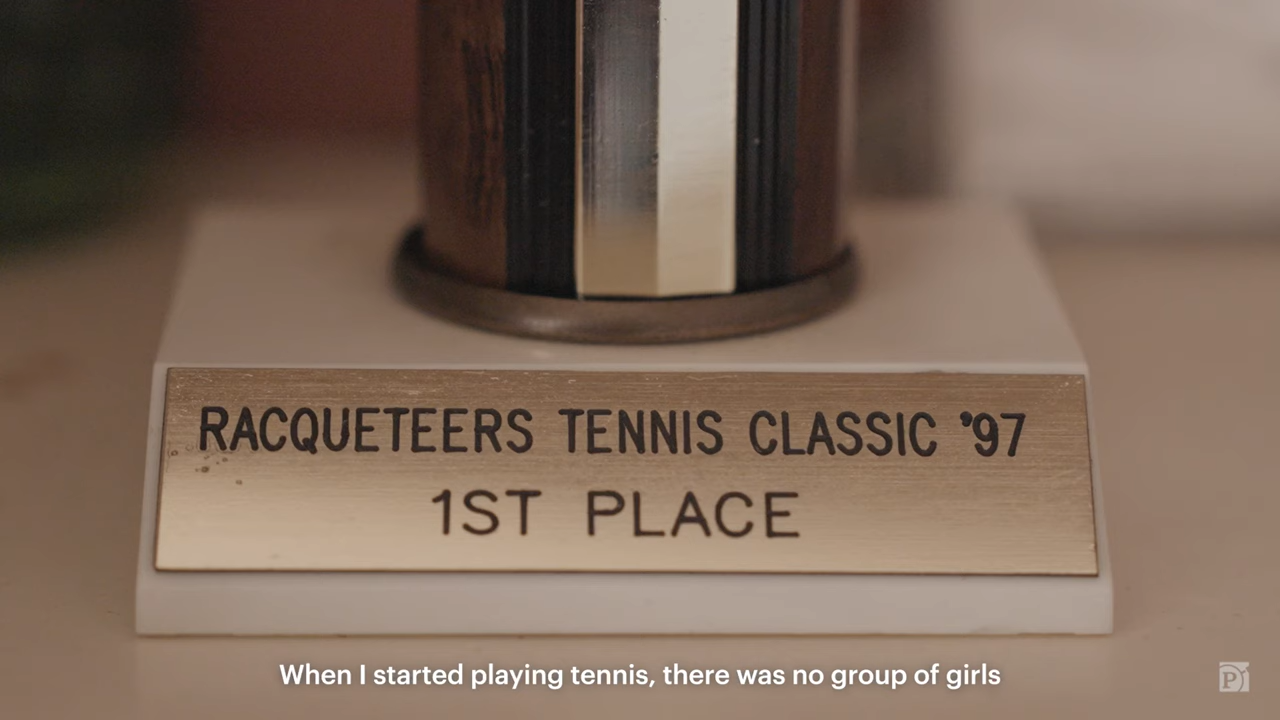 RACQUETEERS TENNIS CLASSIC '97
1ST PLACE
When I started playing tennis, there was no group of girls
P